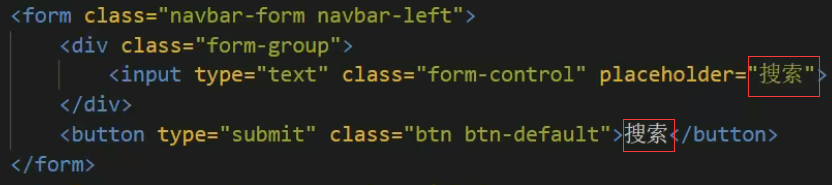 <form class="navbar-form navbar-left">
<div class="form-group">
<input type="text" class="form-control" placeholder="搜索">
</div>
<button type="submit" class="btn btn-default">搜索</button>
</form>